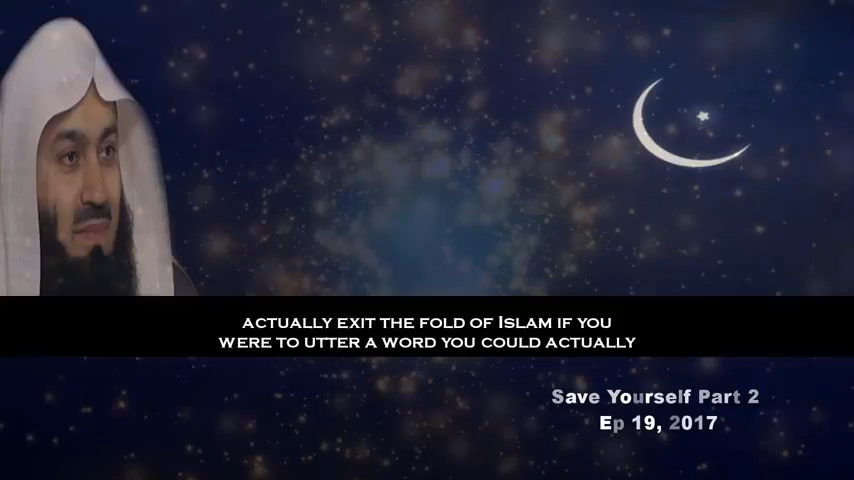 ACTUALLY EXIT THE FOLD OF ISLAM IF YOU
WERE TO UTTER A WORD YOU COULD ACTUALLY
Save Yourself Part 2
Ep 19, 2017